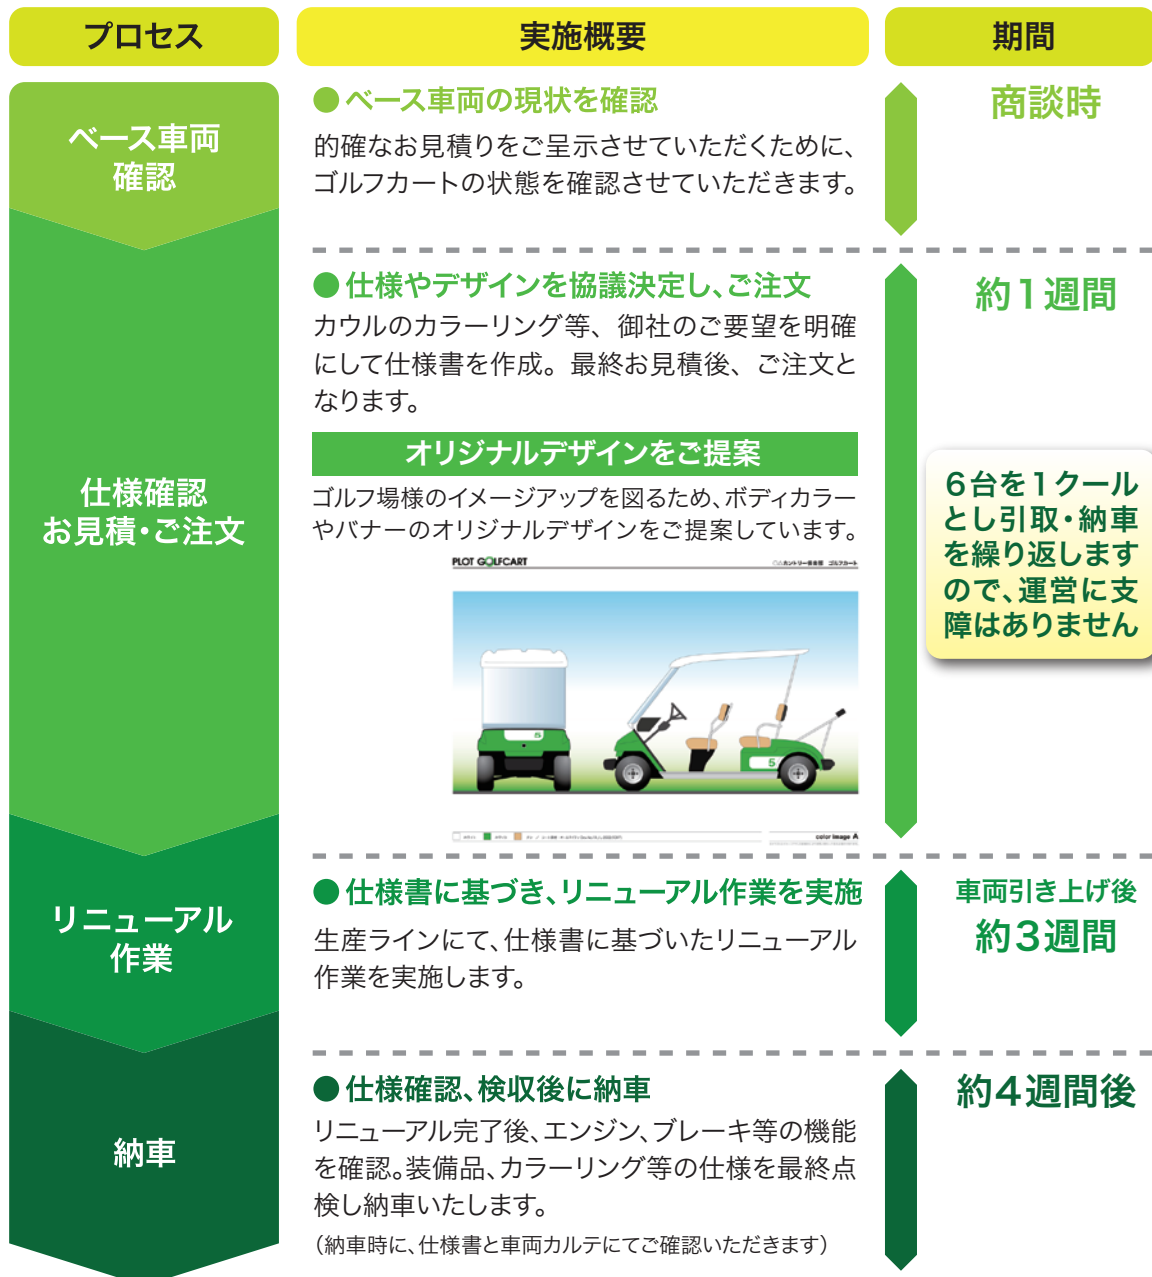 プロセス
実施概要
期間
ベース車両
確認
●ベース車両の現状を確認
的確なお見積りをご呈示させていただくために、
ゴルフカートの状態を確認させていただきます。
商談時
仕様確認
お見積・ご注文
●仕様やデザインを協議決定し、ご注文
カウルのカラーリング等、御社のご要望を明確
にして仕様書を作成。最終お見積後、ご注文と
なります。
オリジナルデザインをご提案
ゴルフ場様のイメージアップを図るため、ボディカラー
やバナーのオリジナルデザインをご提案しています。
PLOT GOLFCART
○△カントリー倶楽部 ゴルフカート
5
5
color image A
約1週間
6台を1クール
とし引取・納車
を繰り返します
ので、運営に支
障はありません
リニューアル
作業
●仕様書に基づき、リニューアル作業を実施
生産ラインにて、仕様書に基づいたリニューアル
作業を実施します。
車両引き上げ後
約3週間
納車
●仕様確認、検収後に納車
リニューアル完了後、エンジン、ブレーキ等の機能
を確認。装備品、カラーリング等の仕様を最終点
検し納車いたします。
（納車時に、仕様書と車両カルテにてご確認いただきます）
約4週間後